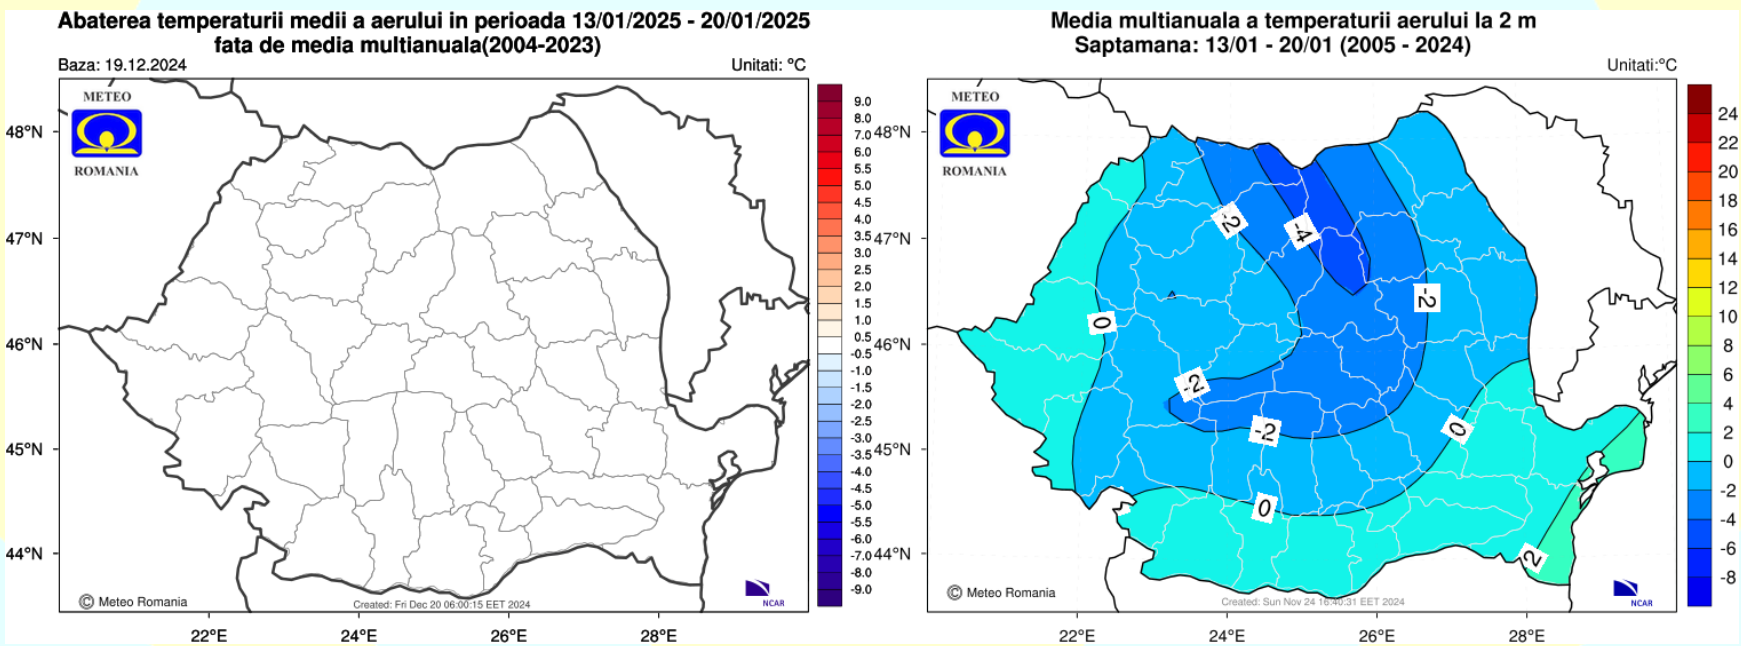 Abaterea temperaturii medii a aerului in perioada 13/01/2025 - 20/01/2025
fata de media multianuala(2004-2023)
Baza: 19.12.2024
Unitati: °C
METEO
ROMANIA
48°N
47°N
46°N
45°N
44°N
22°E
24°E
26°E
28°E
© Meteo Romania
Created: Fri Dec 20 06:00:15 EET 2024
NCAR
9.0
8.0
7.0
6.0
5.5
5.0
4.5
4.0
3.5
3.0
2.5
2.0
1.5
1.0
0.5
-0.5
-1.0
-1.5
-2.0
-2.5
-3.0
-3.5
-4.0
-4.5
-5.0
-5.5
-6.0
-7.0
-8.0
-9.0
Media multianuala a temperaturii aerului la 2 m
Saptamana: 13/01 - 20/01 (2005 - 2024)
Unitati:°C
METEO
ROMANIA
48°N
47°N
46°N
45°N
44°N
-2
-4
-2
0
-2
-2
0
0
2
22°E
24°E
26°E
28°E
© Meteo Romania
Created: Sun Nov 24 16:40:31 EET 2024
NCAR
24
22
20
18
16
14
12
10
8
6
4
2
0
-2
-4
-6
-8